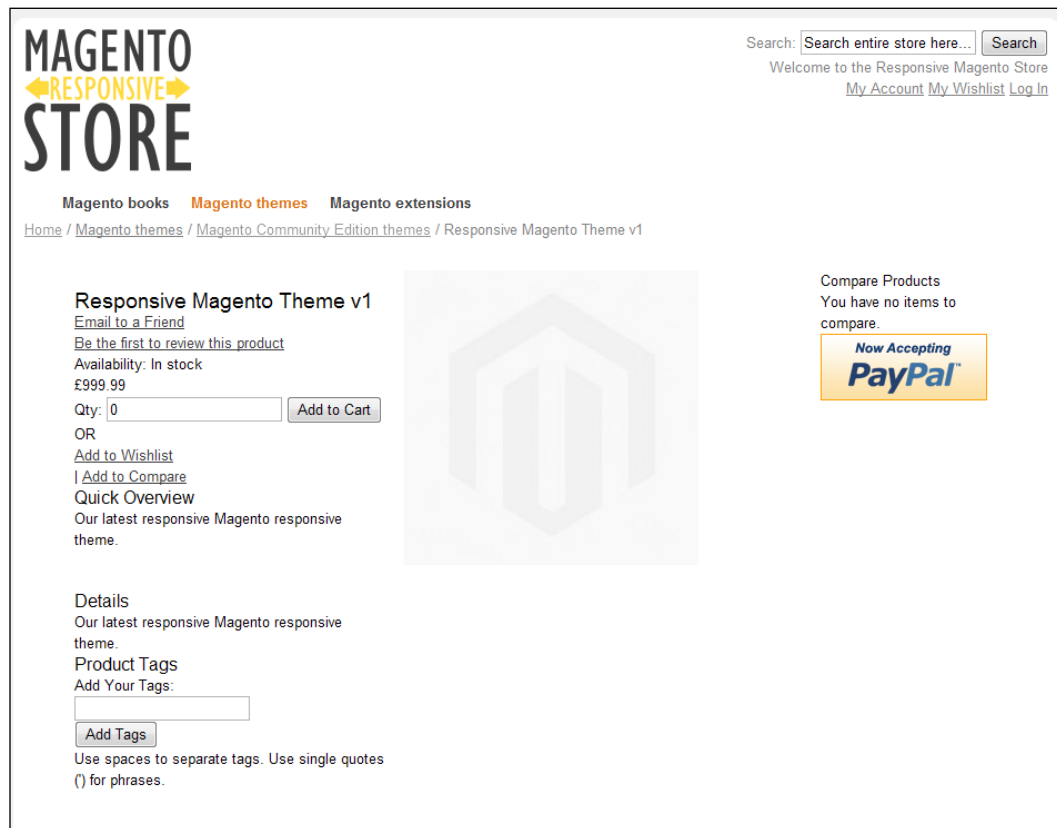 MAGENTO
RESPONSIVE
STORE
Search: Search entire store here... Search
Welcome to the Responsive Magento Store
My Account My Wishlist Log In
Magento books Magento themes Magento extensions
Home / Magento themes / Magento Community Edition themes / Responsive Magento Theme v1
Responsive Magento Theme v1
Email to a Friend
Be the first to review this product
Availability: In stock
£999.99
Qty: 0 Add to Cart
OR
Add to Wishlist
| Add to Compare
Quick Overview
Our latest responsive Magento responsive
theme.
Details
Our latest responsive Magento responsive
theme.
Product Tags
Add Your Tags:
Add Tags
Use spaces to separate tags. Use single quotes
(') for phrases.
Compare Products
You have no items to
compare.
Now Accepting
PayPal™